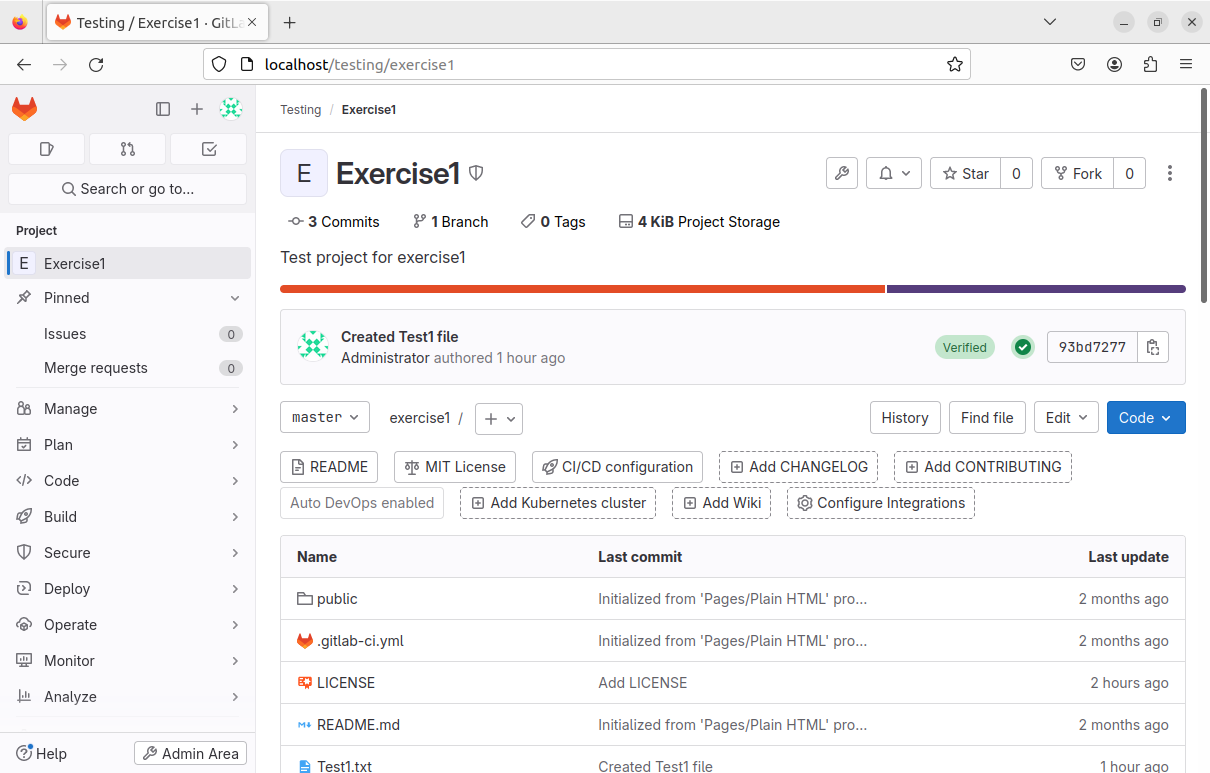 Testing / Exercise1 · GitLa
localhost/testing/exercise1
Search or go to...
Project
E Exercise1
Pinned
Issues 0
Merge requests 0
Manage
Plan
Code
Build
Secure
Deploy
Operate
Monitor
Analyze
Help Admin Area
Testing / Exercise1
E Exercise1
Star 0 Fork 0
3 Commits 1 Branch 0 Tags 4 KiB Project Storage
Test project for exercise1
Created Test1 file
Administrator authored 1 hour ago
Verified 93bd7277
master exercise1 / History Find file Edit Code
README MIT License CI/CD configuration Add CHANGELOG Add CONTRIBUTING
Auto DevOps enabled Add Kubernetes cluster Add Wiki Configure Integrations
Name Last commit Last update
public Initialized from 'Pages/Plain HTML' pro... 2 months ago
.gitlab-ci.yml Initialized from 'Pages/Plain HTML' pro... 2 months ago
LICENSE Add LICENSE 2 hours ago
README.md Initialized from 'Pages/Plain HTML' pro... 2 months ago
Test1.txt Created Test1 file 1 hour ago